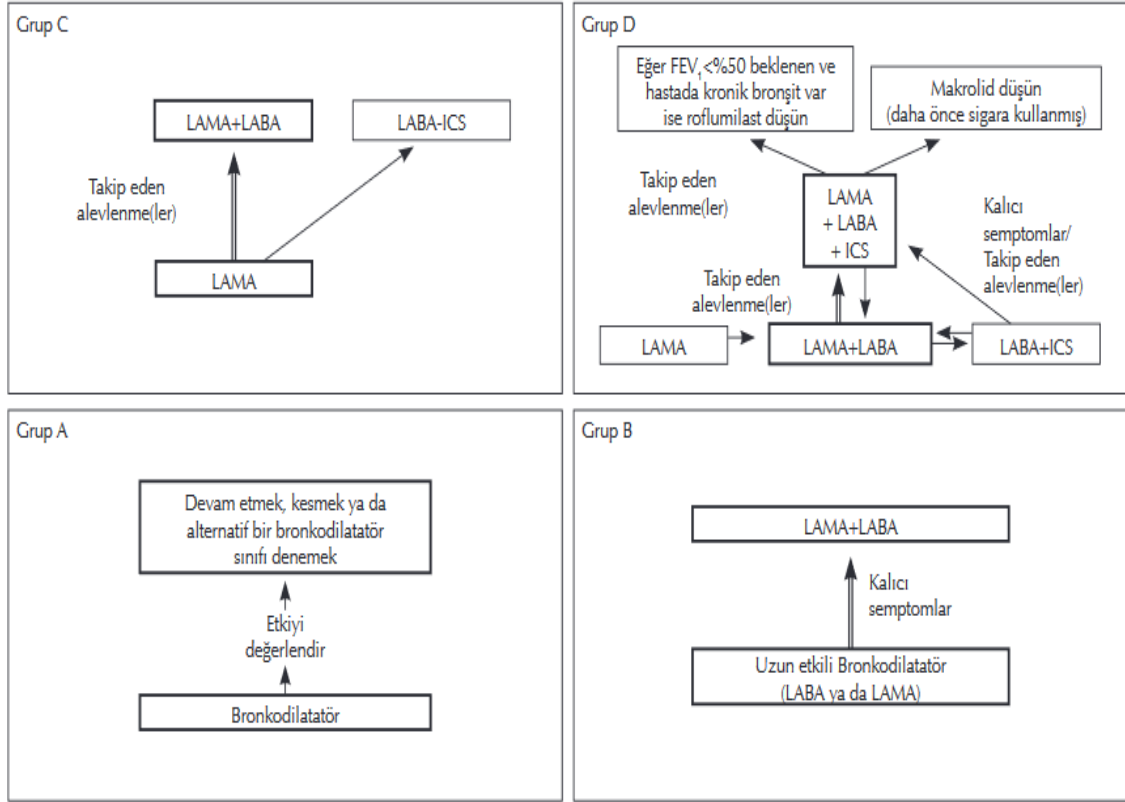 Grup C
LAMA+LABA
LABA-ICS
Takip eden
alevlenme(ler)
LAMA
Grup D
Eğer FEV₁<%50 beklenen ve
hastada kronik bronşit var
ise roflumilast düşün
Makrolid düşün
(daha önce sigara kullanmış)
Takip eden
alevlenme(ler)
LAMA
+ LABA
+ ICS
Kalıcı
semptomlar/
Takip eden
alevlenme(ler)
Takip eden
alevlenme(ler)
LAMA
LAMA+LABA
LABA+ICS
Grup A
Devam etmek, kesmek ya da
alternatif bir bronkodilatatör
sınıfı denemek
Etkiyi
değerlendir
Bronkodilatatör
Grup B
LAMA+LABA
Kalıcı
semptomlar
Uzun etkili Bronkodilatatör
(LABA ya da LAMA)